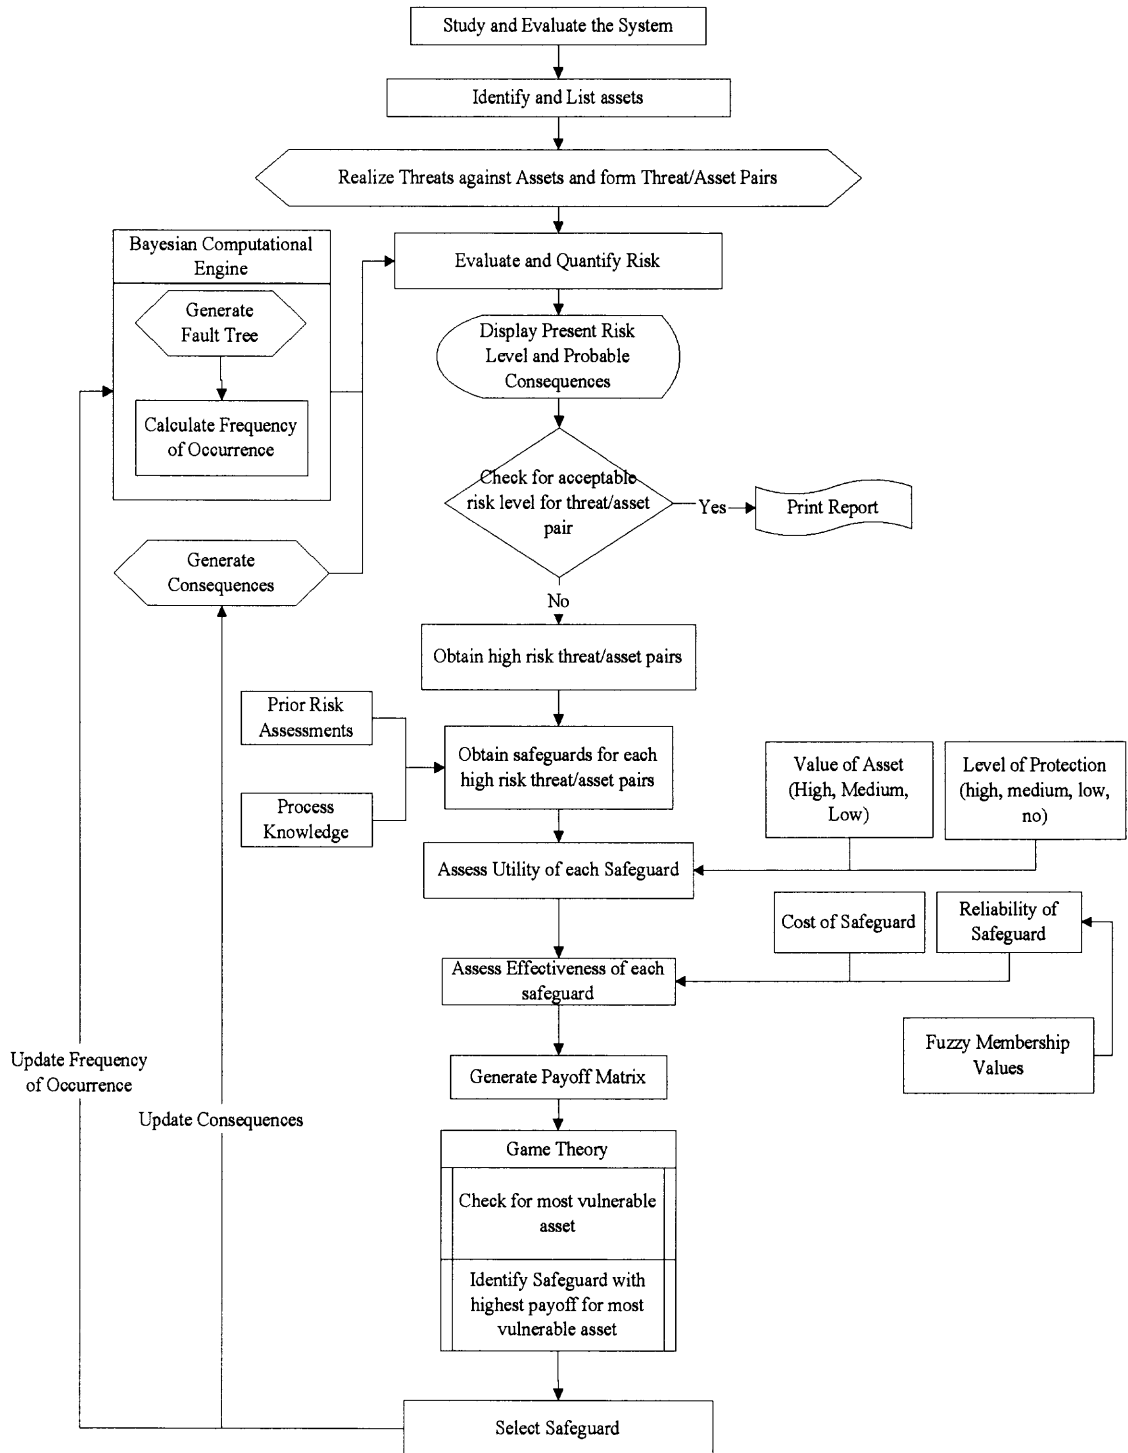 Study and Evaluate the System
Identify and List assets
Realize Threats against Assets and form Threat/Asset Pairs
Bayesian Computational
Engine
Generate
Fault Tree
Calculate Frequency
of Occurrence
Evaluate and Quantify Risk
Display Present Risk
Level and Probable
Consequences
Check for acceptable
risk level for threat/asset
pair
Yes
Print Report
Generate
Consequences
No
Obtain high risk threat/asset pairs
Prior Risk
Assessments
Process
Knowledge
Obtain safeguards for each
high risk threat/asset pairs
Value of Asset
(High, Medium,
Low)
Level of Protection
(high, medium, low,
no)
Assess Utility of each Safeguard
Cost of Safeguard
Reliability of
Safeguard
Assess Effectiveness of each
safeguard
Fuzzy Membership
Values
Update Frequency
of Occurrence
Update Consequences
Generate Payoff Matrix
Game Theory
Check for most vulnerable
asset
Identify Safeguard with
highest payoff for most
vulnerable asset
Select Safeguard